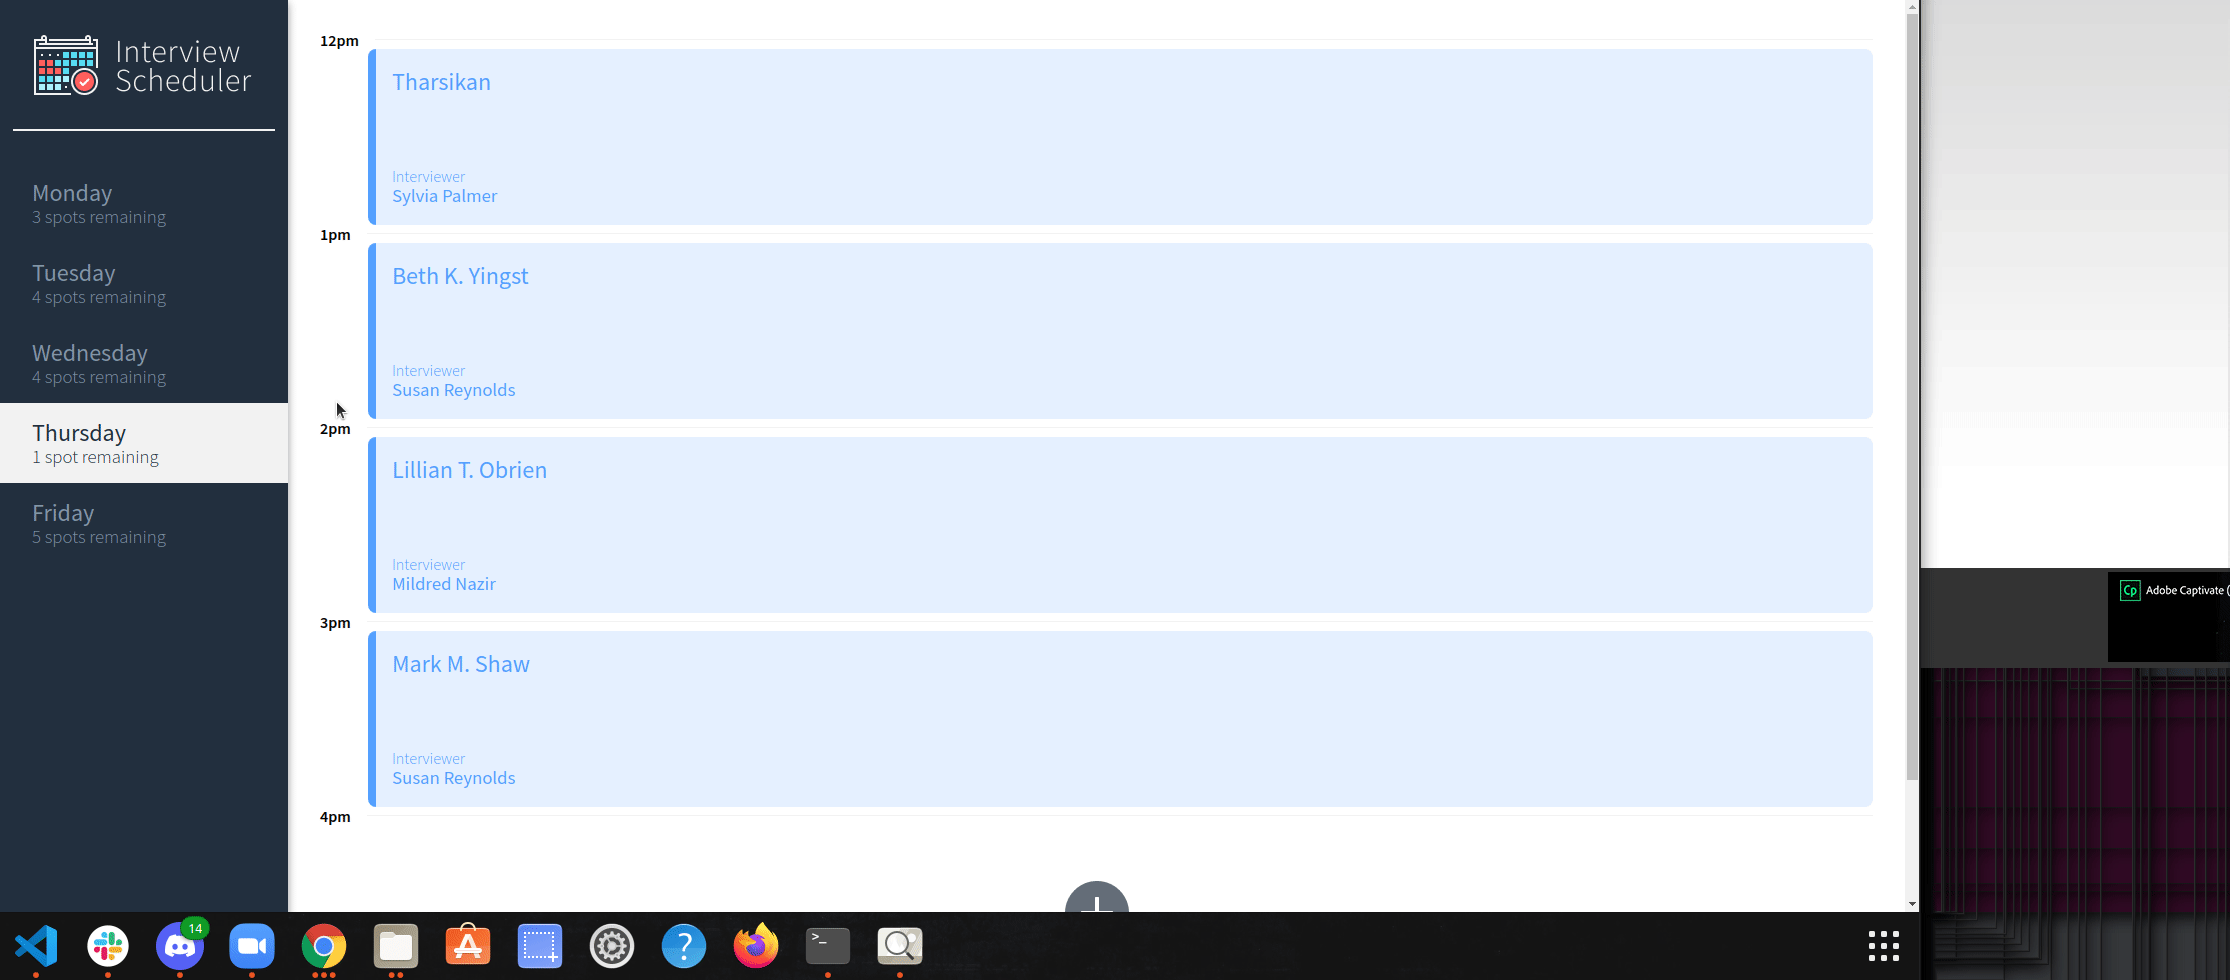 Interview
Scheduler
Monday
3 spots remaining
Tuesday
4 spots remaining
Wednesday
4 spots remaining
Thursday
1 spot remaining
Friday
5 spots remaining
12pm
Tharsikan
Interviewer
Sylvia Palmer
1pm
Beth K. Yingst
Interviewer
Susan Reynolds
2pm
Lillian T. Obrien
Interviewer
Mildred Nazir
3pm
Mark M. Shaw
Interviewer
Susan Reynolds
4pm
Cp Adobe Captivate (
14
?
>_